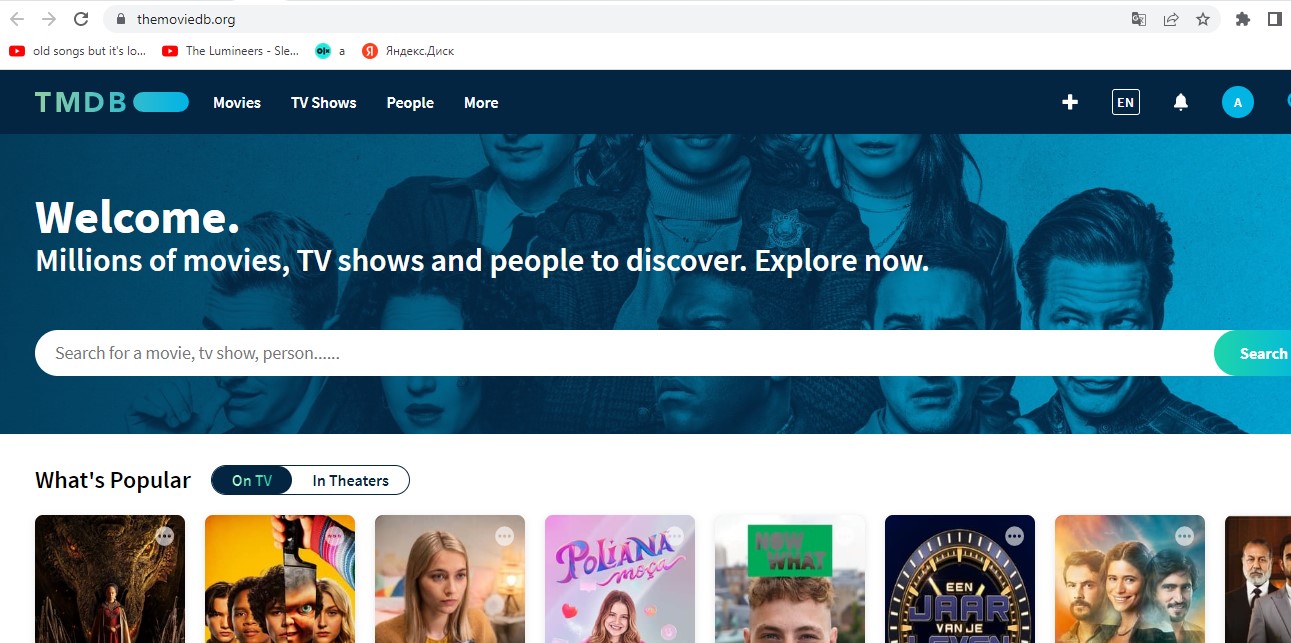 themoviedb.org
old songs but it's lo...
The Lumineers - Sle...
olx
a
Я
Яндекс.Диск
TMDB
Movies
TV Shows
People
More
EN
A
Welcome.
Millions of movies, TV shows and people to discover. Explore now.
Search for a movie, tv show, person......
Search
What's Popular
On TV
In Theaters
POLIANA
moça
NOW
WHAT
EEN
JAAR
VAN JE
LEVEN